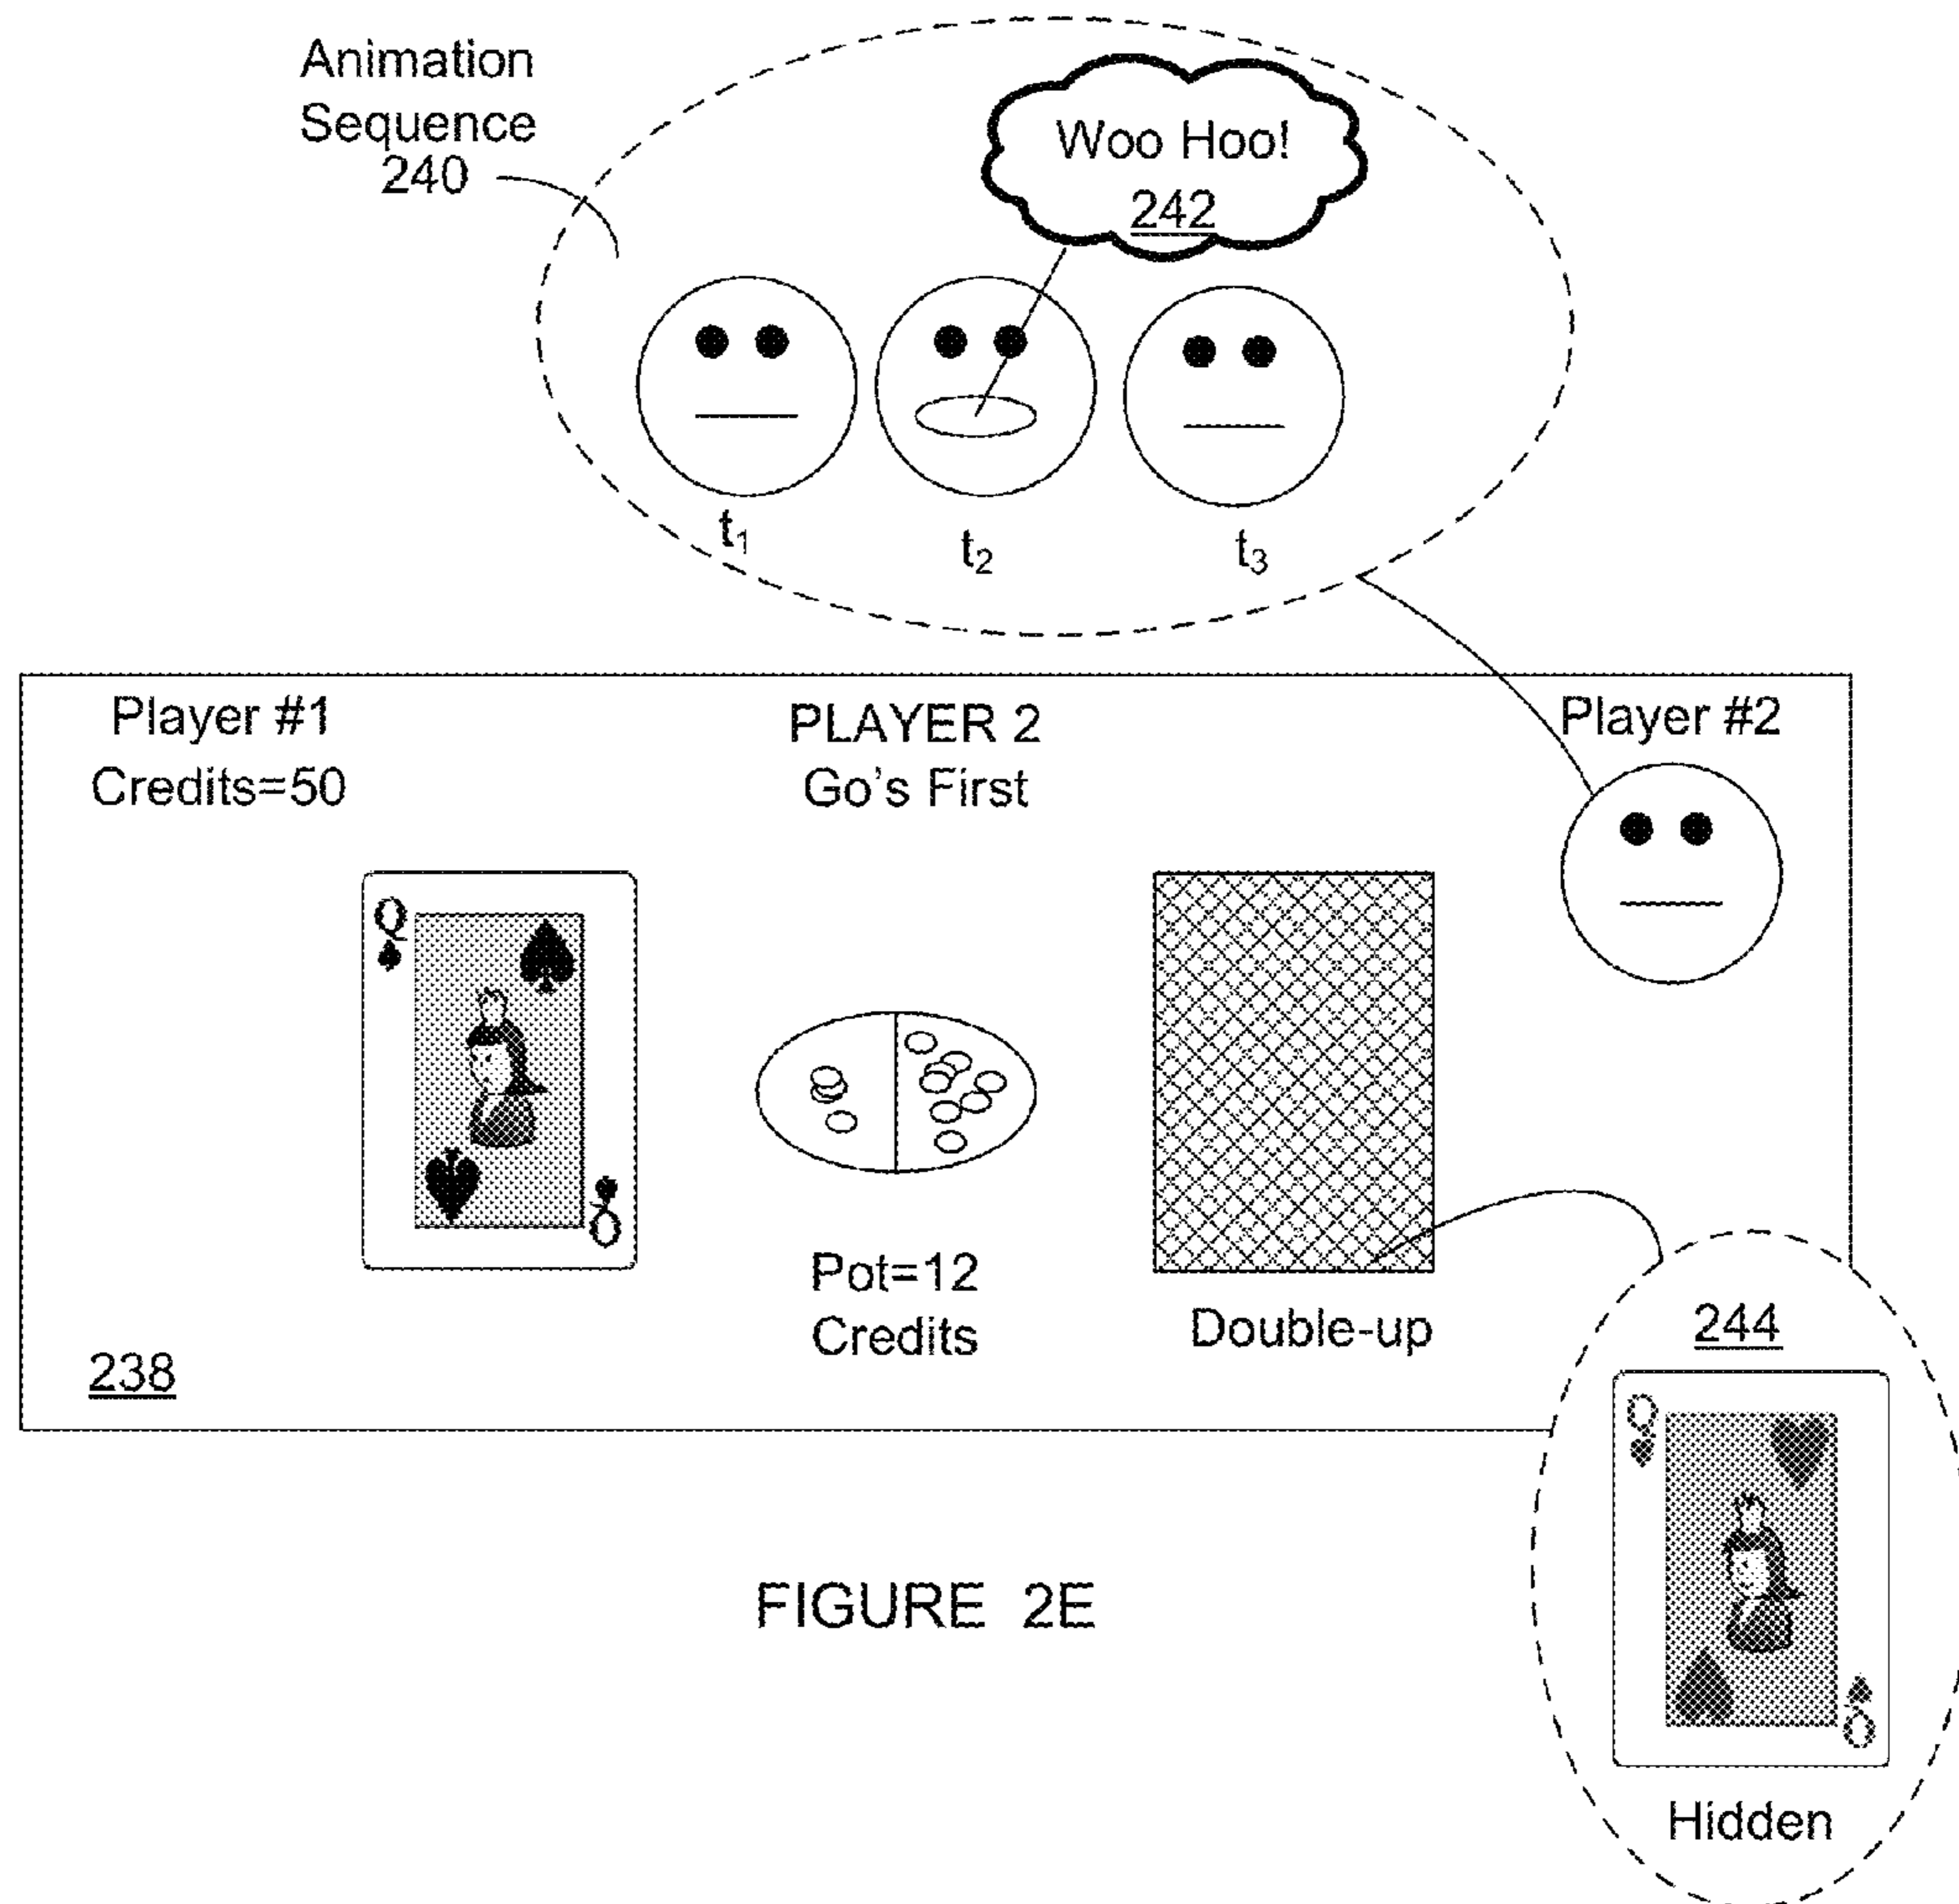 Animation
Sequence
240
Woo Hoo!
242
t1
t2
t3
Player #1
Credits=50
PLAYER 2
Go's First
Player #2
Q
Q
Pot=12
Credits
Double-up
238
244
Q
Q
Hidden
FIGURE 2E